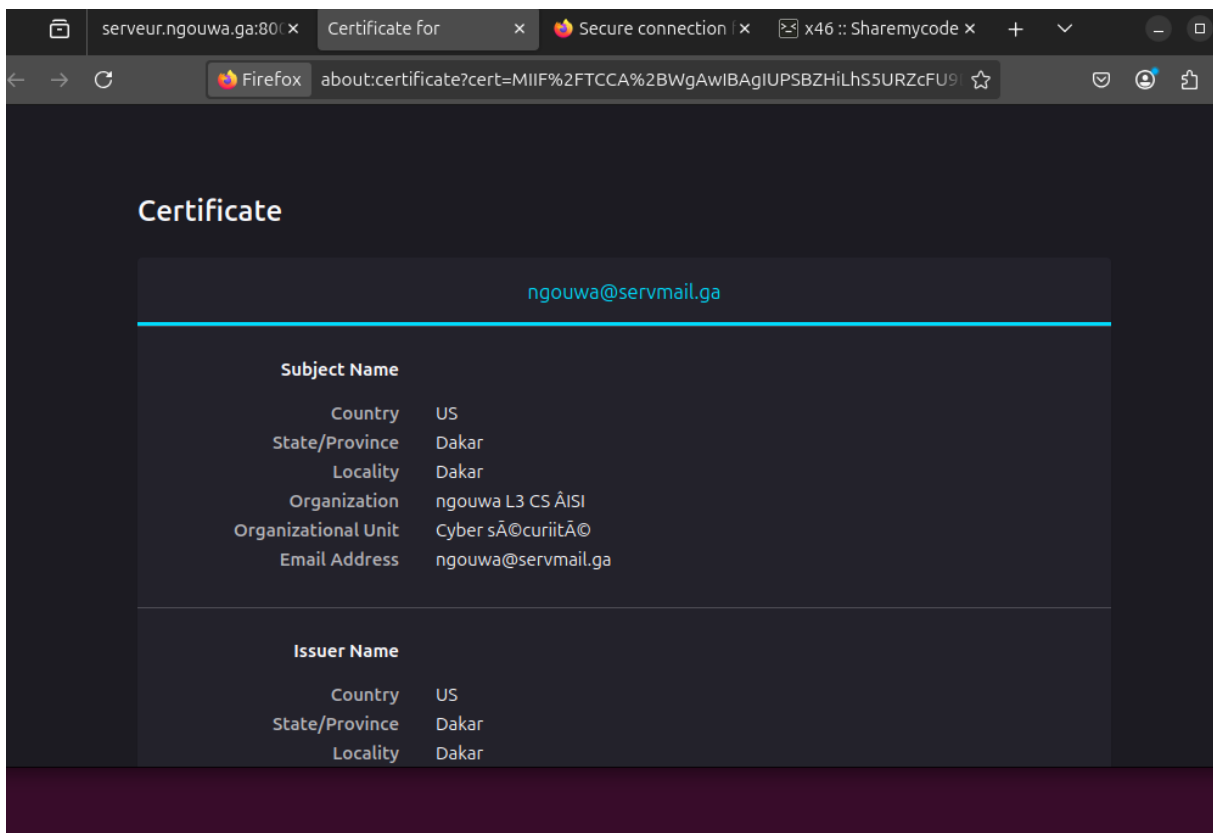 serveur.ngouwa.ga:800 Certificate for Secure connection f x46 :: Sharemycode
Firefox about:certificate?cert=MIIF%2FTCCA%2BWgAwIBAgIUPSBZHiLhS5URZcFU9
Certificate
ngouwa@servmail.ga
Subject Name
Country US
State/Province Dakar
Locality Dakar
Organization ngouwa L3 CS ÂISI
Organizational Unit Cyber sÃ©curiitÃ©
Email Address ngouwa@servmail.ga
Issuer Name
Country US
State/Province Dakar
Locality Dakar